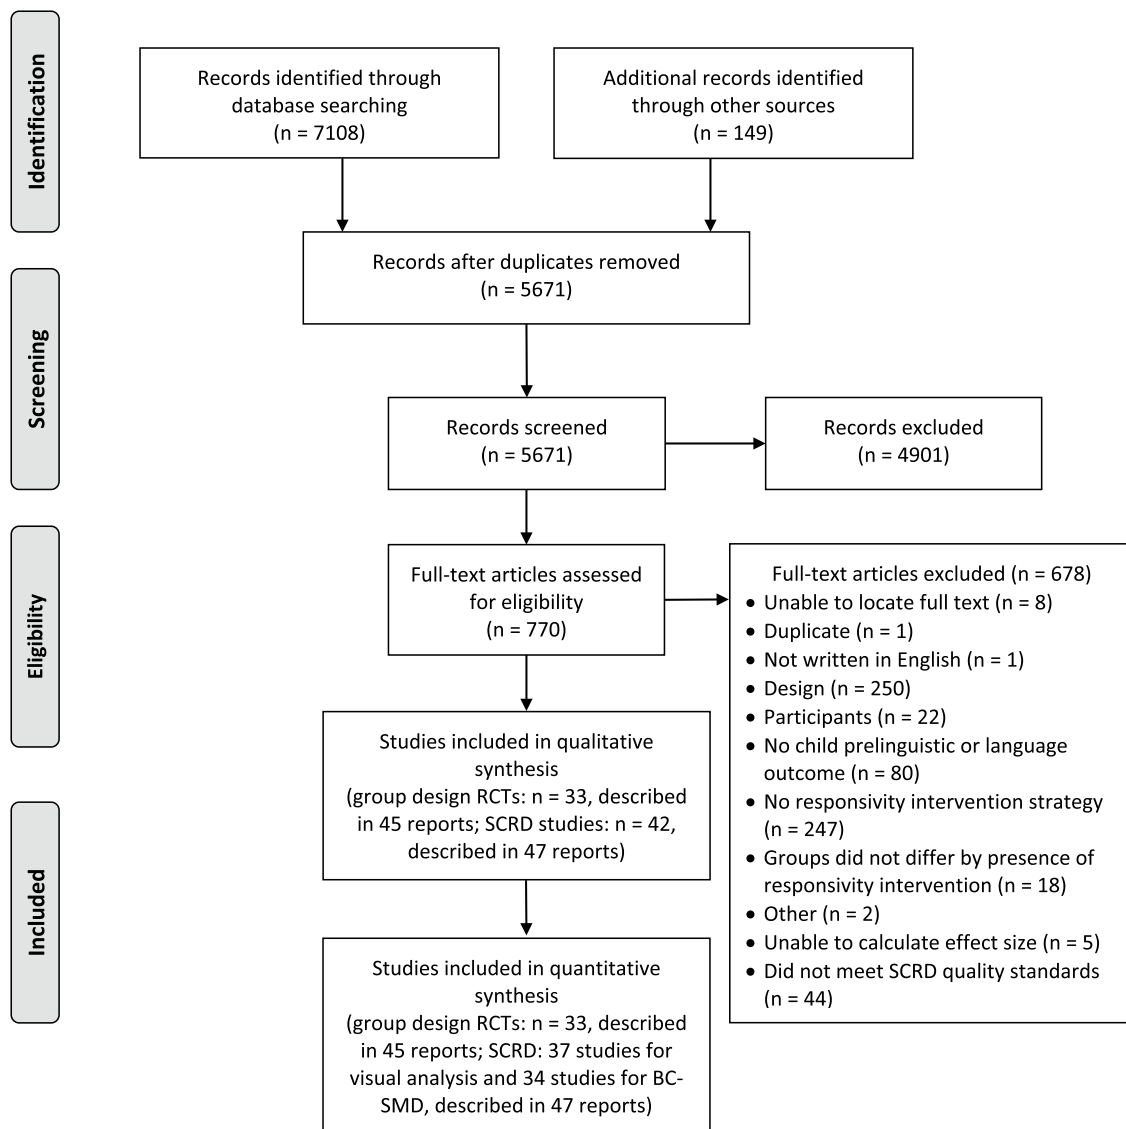 Identification
Records identified through
database searching
(n = 7108)
Additional records identified
through other sources
(n = 149)
Records after duplicates removed
(n = 5671)
Screening
Records screened
(n = 5671)
Records excluded
(n = 4901)
Eligibility
Full-text articles assessed
for eligibility
(n = 770)
Full-text articles excluded (n = 678)
• Unable to locate full text (n = 8)
• Duplicate (n = 1)
• Not written in English (n = 1)
• Design (n = 250)
• Participants (n = 22)
• No child prelinguistic or language
outcome (n = 80)
• No responsivity intervention strategy
(n = 247)
• Groups did not differ by presence of
responsivity intervention (n = 18)
• Other (n = 2)
• Unable to calculate effect size (n = 5)
• Did not meet SCRD quality standards
(n = 44)
Studies included in qualitative
synthesis
(group design RCTs: n = 33, described
in 45 reports; SCRD studies: n = 42,
described in 47 reports)
Included
Studies included in quantitative
synthesis
(group design RCTs: n = 33, described
in 45 reports; SCRD: 37 studies for
visual analysis and 34 studies for BC-
SMD, described in 47 reports)